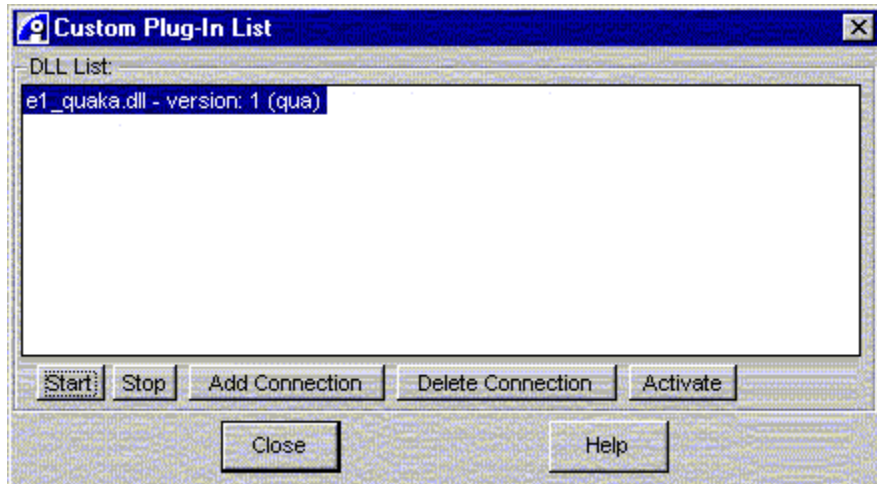 Custom Plug-In List
DLL List:
e1_quaka.dll - version: 1 (qua)
Start Stop Add Connection Delete Connection Activate
Close Help